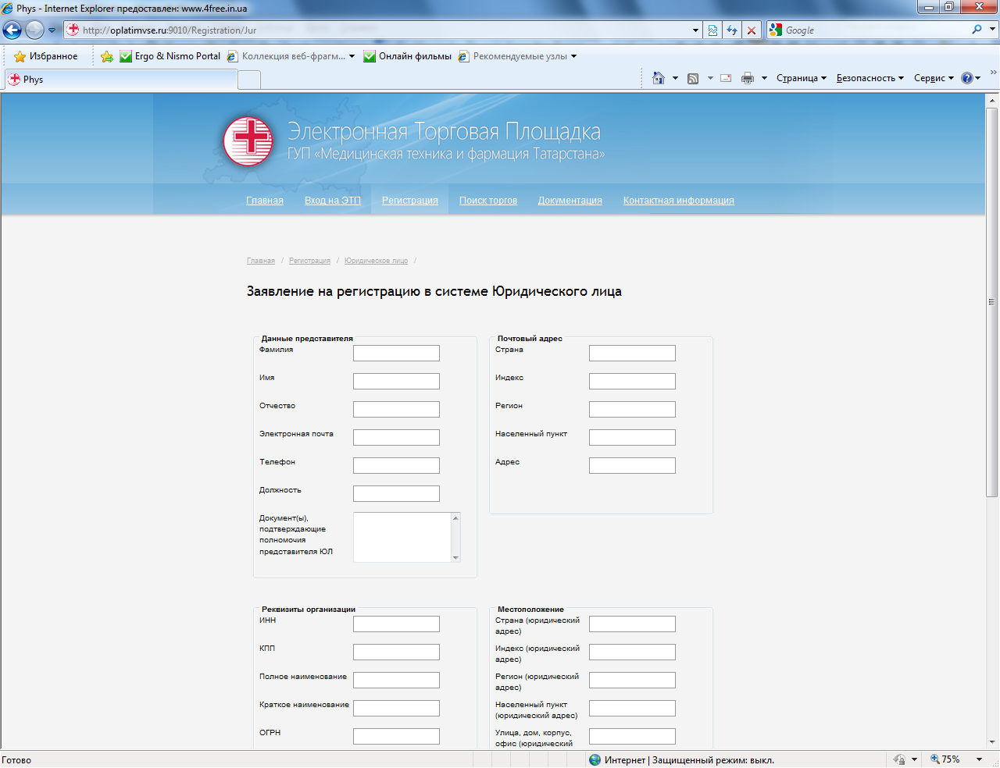 Phys - Internet Explorer предоставлен: www.4free.in.ua
http://oplatimvse.ru:9010/Registration/Jur
Google
Избранное
Ergo & Nismo Portal
Коллекция веб-фрагм...
Онлайн фильмы
Рекомендуемые узлы
Phys
Страница
Безопасность
Сервис
Электронная Торговая Площадка
ГУП «Медицинская техника и фармация Татарстана»
Главная Вход на ЭТП Регистрация Поиск торгов Документация Контактная информация
Главная / Регистрация / Юридическое лицо /
Заявление на регистрацию в системе Юридического лица
Данные представителя
Фамилия
Имя
Отчество
Электронная почта
Телефон
Должность
Документ(ы),
подтверждающие
полномочия
представителя ЮЛ
Почтовый адрес
Страна
Индекс
Регион
Населенный пункт
Адрес
Реквизиты организации
ИНН
КПП
Полное наименование
Краткое наименование
ОГРН
Местоположение
Страна (юридический
адрес)
Индекс (юридический
адрес)
Регион (юридический
адрес)
Населенный пункт
(юридический адрес)
Улица, дом, корпус,
офис (юридический
Готово
Интернет | Защищенный режим: выкл.
75%